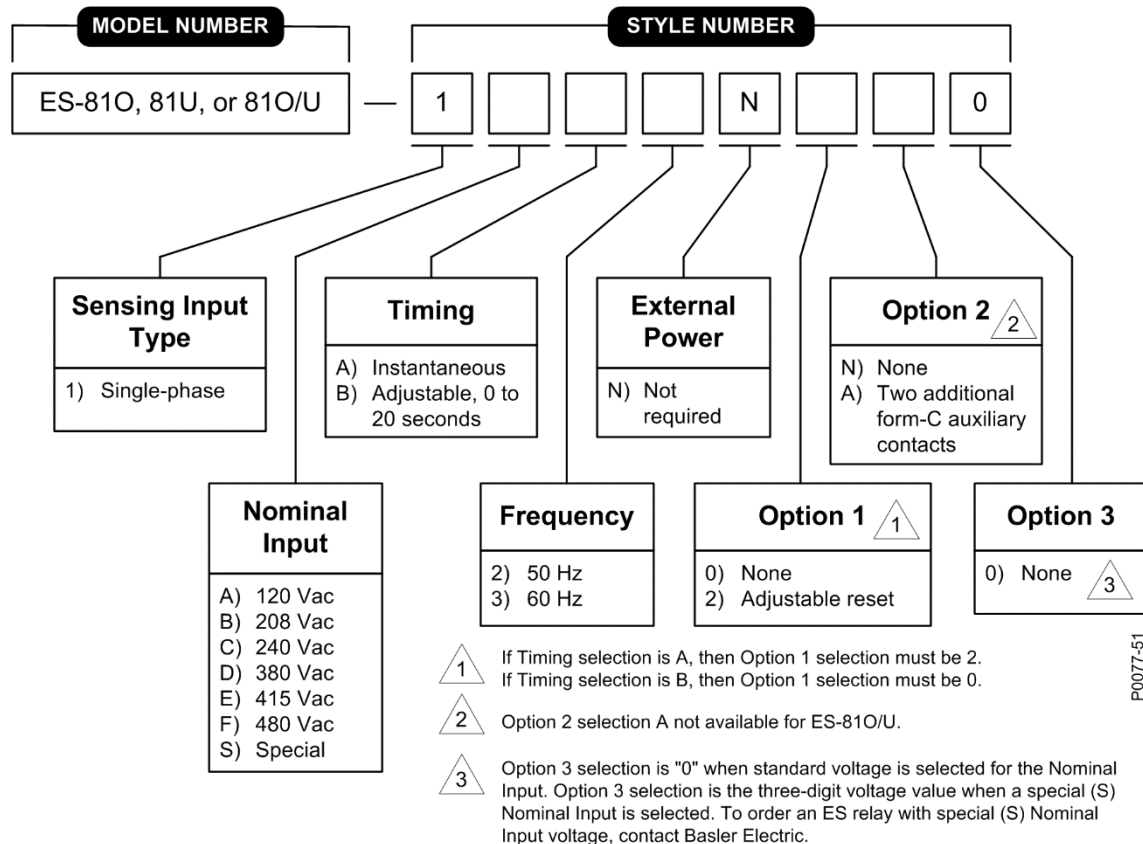 MODEL NUMBER
STYLE NUMBER
ES-81O, 81U, or 81O/U — 1 N 0
Sensing Input
Type
1) Single-phase
Timing
A) Instantaneous
B) Adjustable, 0 to
20 seconds
External
Power
N) Not
required
Option 2 2
N) None
A) Two additional
form-C auxiliary
contacts
Nominal
Input
A) 120 Vac
B) 208 Vac
C) 240 Vac
D) 380 Vac
E) 415 Vac
F) 480 Vac
S) Special
Frequency
2) 50 Hz
3) 60 Hz
Option 1 1
0) None
2) Adjustable reset
Option 3
0) None 3
1 If Timing selection is A, then Option 1 selection must be 2.
If Timing selection is B, then Option 1 selection must be 0.
2 Option 2 selection A not available for ES-81O/U.
3 Option 3 selection is "0" when standard voltage is selected for the Nominal
Input. Option 3 selection is the three-digit voltage value when a special (S)
Nominal Input is selected. To order an ES relay with special (S) Nominal
Input voltage, contact Basler Electric.
P0077-51